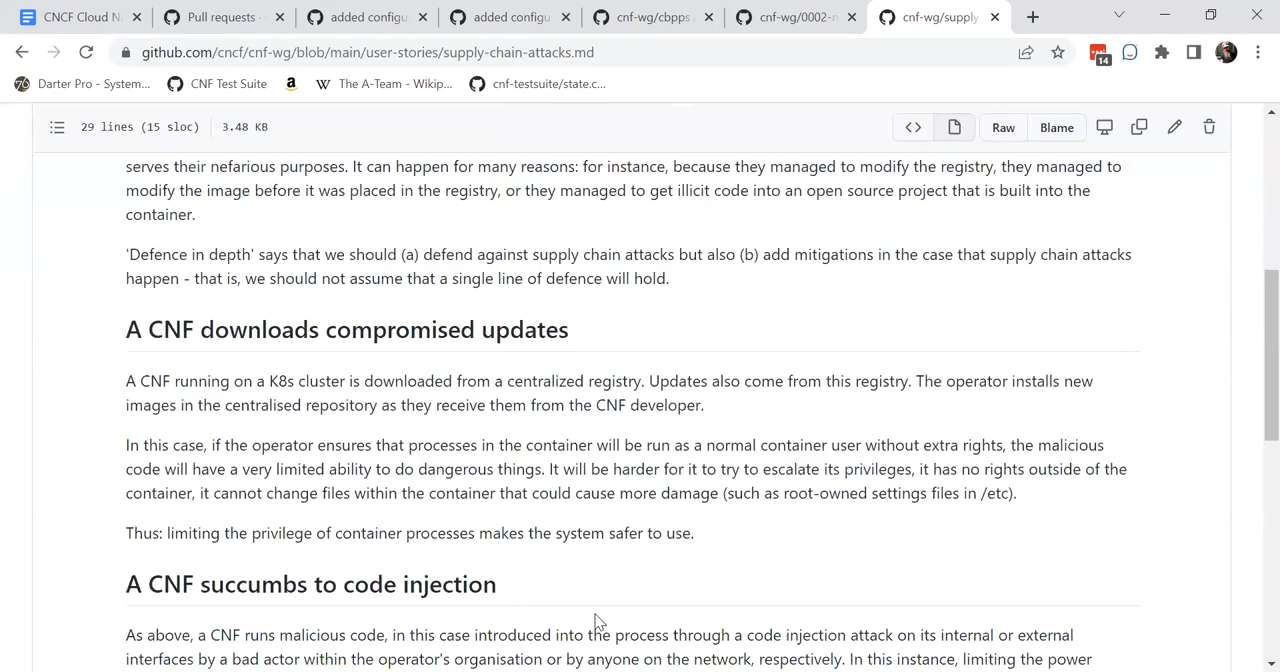 CNCF Cloud N
Pull requests ·
added configu
added configu
cnf-wg/cbpps
cnf-wg/0002-n
cnf-wg/supply
github.com/cncf/cnf-wg/blob/main/user-stories/supply-chain-attacks.md
14
Darter Pro - System...
CNF Test Suite
The A-Team - Wikip...
cnf-testsuite/state.c...
29 lines (15 sloc)
3.48 KB
Raw
Blame
serves their nefarious purposes. It can happen for many reasons: for instance, because they managed to modify the registry, they managed to
modify the image before it was placed in the registry, or they managed to get illicit code into an open source project that is built into the
container.
'Defence in depth' says that we should (a) defend against supply chain attacks but also (b) add mitigations in the case that supply chain attacks
happen - that is, we should not assume that a single line of defence will hold.
A CNF downloads compromised updates
A CNF running on a K8s cluster is downloaded from a centralized registry. Updates also come from this registry. The operator installs new
images in the centralised repository as they receive them from the CNF developer.
In this case, if the operator ensures that processes in the container will be run as a normal container user without extra rights, the malicious
code will have a very limited ability to do dangerous things. It will be harder for it to try to escalate its privileges, it has no rights outside of the
container, it cannot change files within the container that could cause more damage (such as root-owned settings files in /etc).
Thus: limiting the privilege of container processes makes the system safer to use.
A CNF succumbs to code injection
As above, a CNF runs malicious code, in this case introduced into the process through a code injection attack on its internal or external
interfaces by a bad actor within the operator's organisation or by anyone on the network, respectively. In this instance, limiting the power